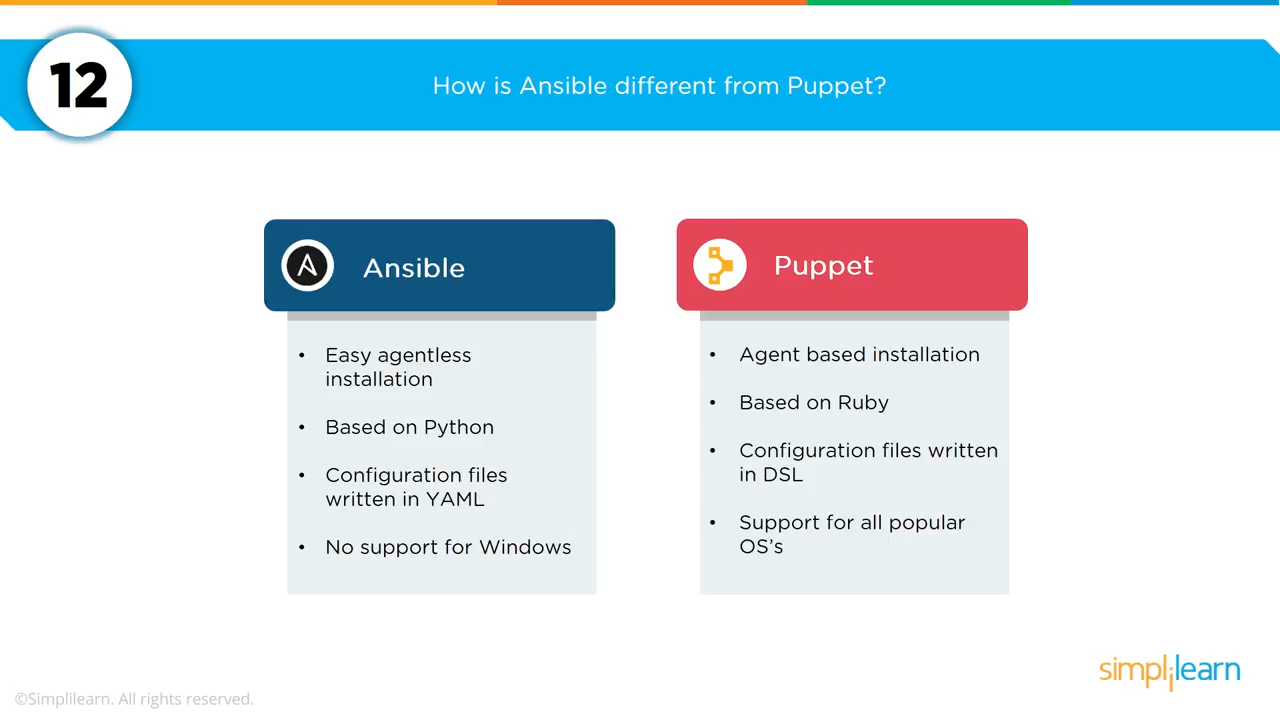 12
How is Ansible different from Puppet?
A
Ansible
• Easy agentless
installation
• Based on Python
• Configuration files
written in YAML
• No support for Windows
Puppet
• Agent based installation
• Based on Ruby
• Configuration files written
in DSL
• Support for all popular
OS’s
simplilearn
©Simplilearn. All rights reserved.